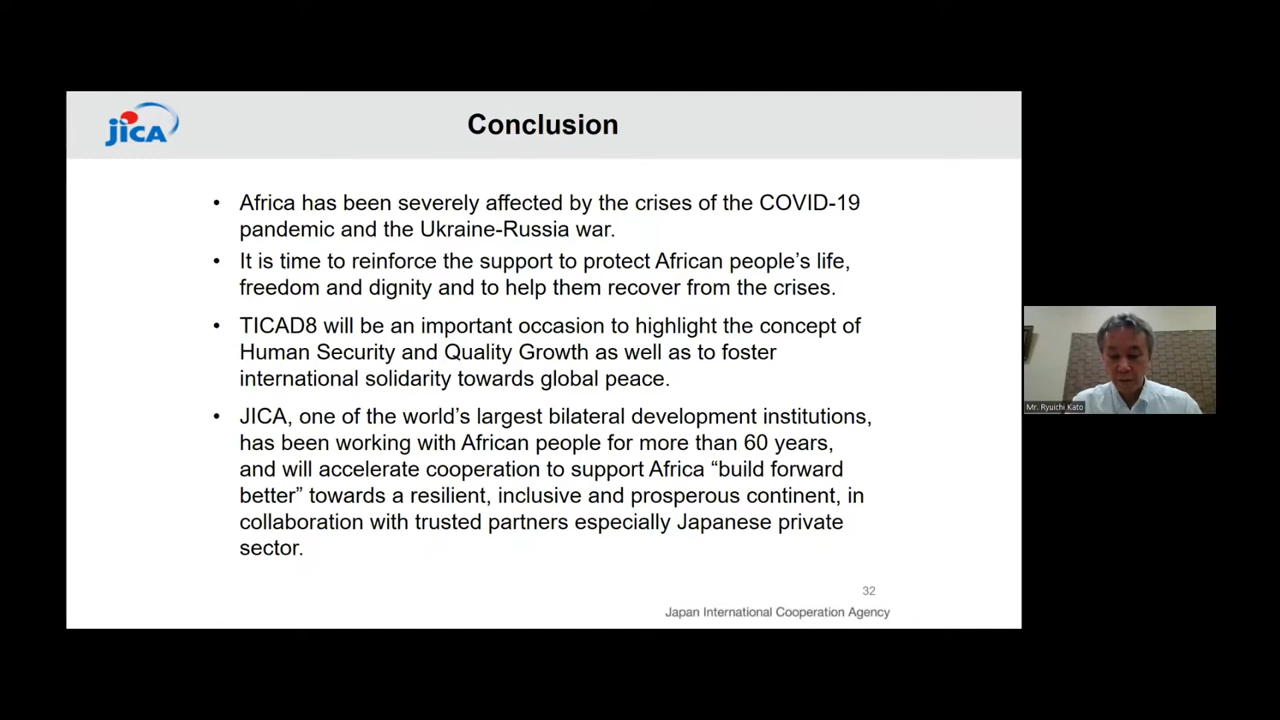 JICA
Conclusion
• Africa has been severely affected by the crises of the COVID-19
pandemic and the Ukraine-Russia war.
• It is time to reinforce the support to protect African people’s life,
freedom and dignity and to help them recover from the crises.
• TICAD8 will be an important occasion to highlight the concept of
Human Security and Quality Growth as well as to foster
international solidarity towards global peace.
• JICA, one of the world’s largest bilateral development institutions,
has been working with African people for more than 60 years,
and will accelerate cooperation to support Africa “build forward
better” towards a resilient, inclusive and prosperous continent, in
collaboration with trusted partners especially Japanese private
sector.
32
Japan International Cooperation Agency
Mr. Ryuichi Kato